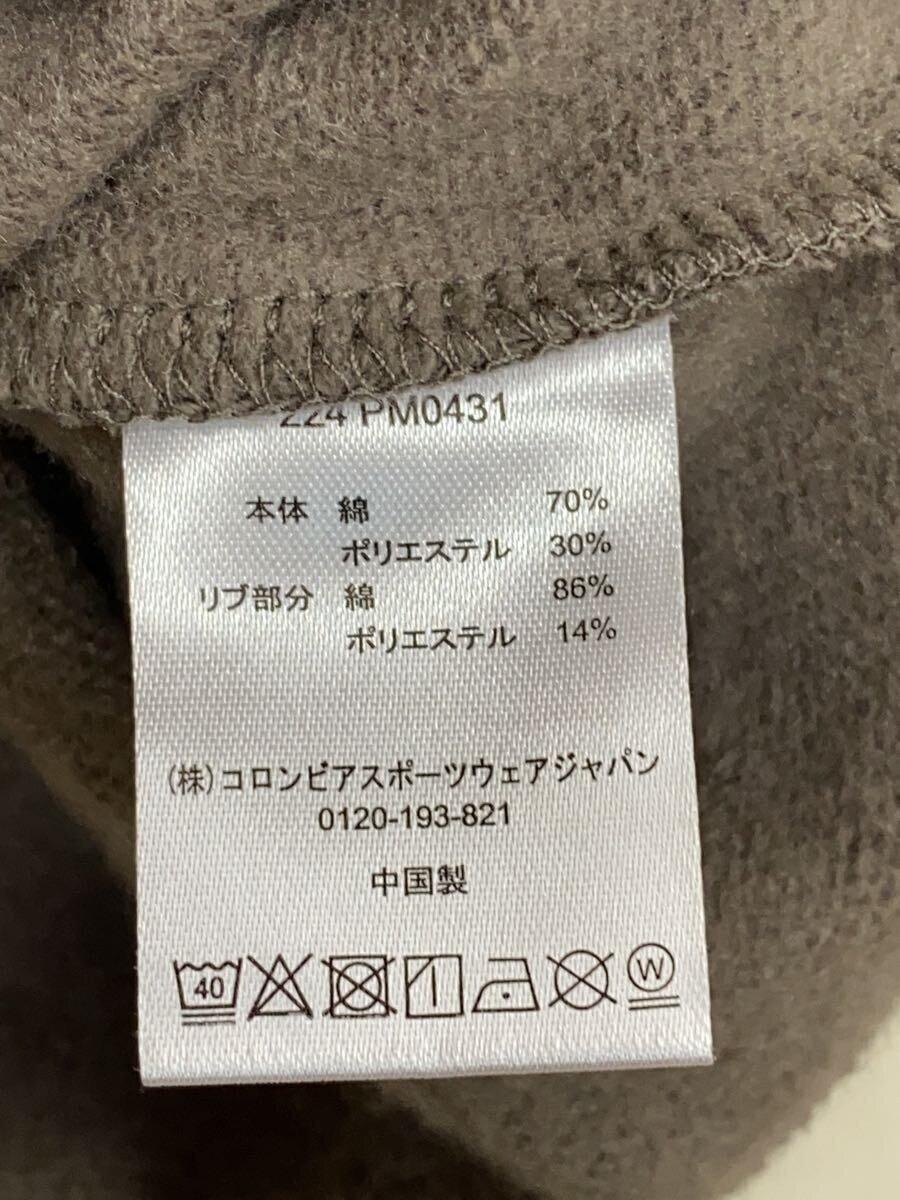 224 PM0431
本体 綿 70%
ポリエステル 30%
リブ部分 綿 86%
ポリエステル 14%
(株)コロンビアスポーツウェアジャパン
0120-193-821
中国製
40 W